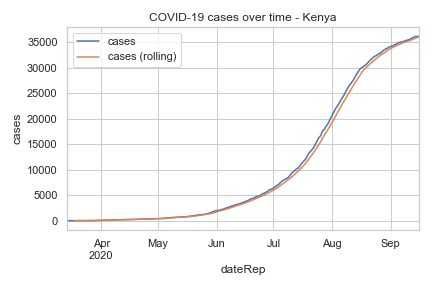 COVID-19 cases over time - Kenya
cases
cases (rolling)
35000
30000
25000
20000
15000
10000
5000
0
cases
Apr
2020
May
Jun
Jul
Aug
Sep
dateRep